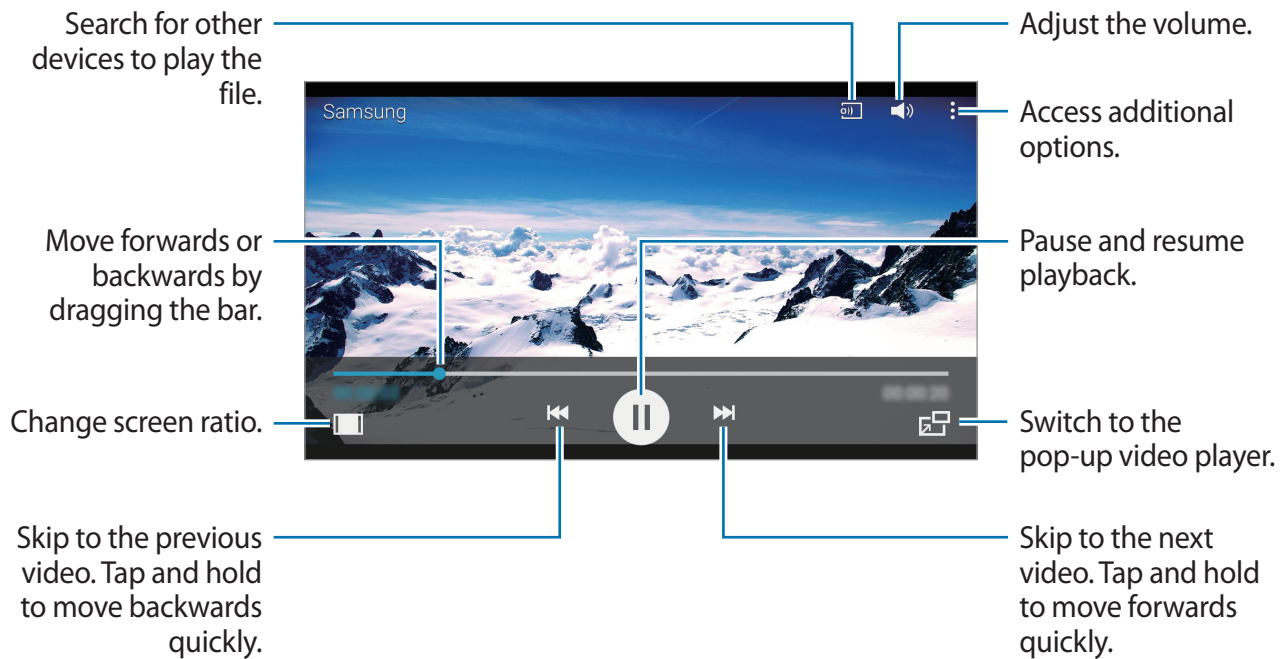 Search for other
devices to play the
file.
Adjust the volume.
Samsung
Access additional
options.
Move forwards or
backwards by
dragging the bar.
Pause and resume
playback.
00:00:20
Change screen ratio.
Switch to the
pop-up video player.
Skip to the previous
video. Tap and hold
to move backwards
quickly.
Skip to the next
video. Tap and hold
to move forwards
quickly.